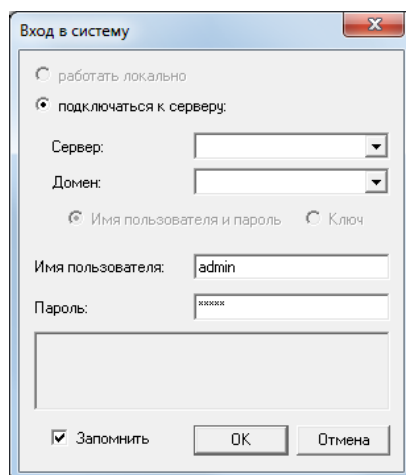 Вход в систему
работать локально
подключаться к серверу:
Сервер:
Домен:
Имя пользователя и пароль Ключ
Имя пользователя: admin
Пароль: *****
Запомнить OK Отмена